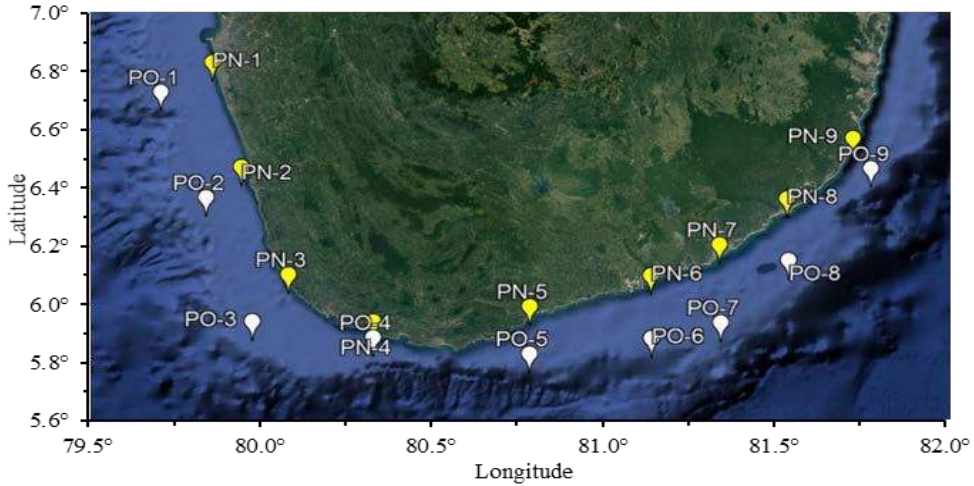 7.0°
PN-1
6.8°
PO-1
6.6°
PN-9
PO-9
PN-2
6.4°
PO-2
PN-8
Latitude
6.2°
PN-7
PN-3
PO-8
PN-6
6.0°
PN-5
PO-3
PO-4
PO-7
PN-4
PO-5
PO-6
5.8°
5.6°
79.5°
80.0°
80.5°
81.0°
81.5°
82.0°
Longitude